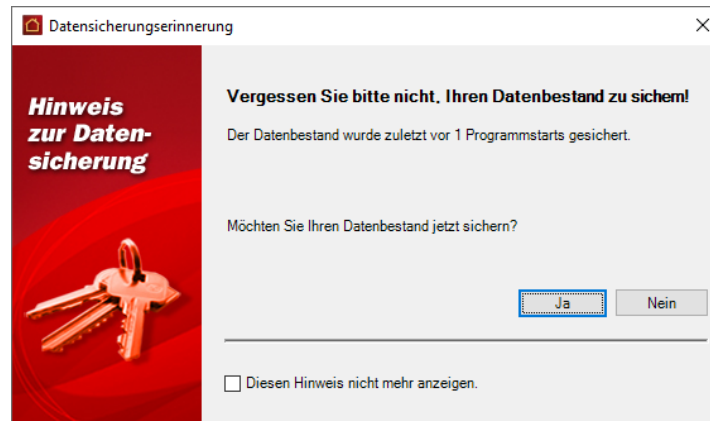 Datensicherungserinnerung
Hinweis
zur Daten-
sicherung
Vergessen Sie bitte nicht, Ihren Datenbestand zu sichern!
Der Datenbestand wurde zuletzt vor 1 Programmstarts gesichert.
Möchten Sie Ihren Datenbestand jetzt sichern?
Ja
Nein
Diesen Hinweis nicht mehr anzeigen.